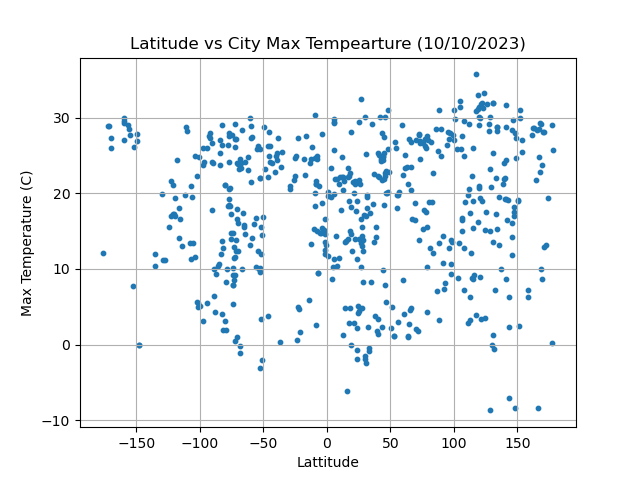 Latitude vs City Max Tempearture (10/10/2023)
Max Temperature (C)
30
20
10
0
−10
−150 −100 −50 0 50 100 150
Lattitude